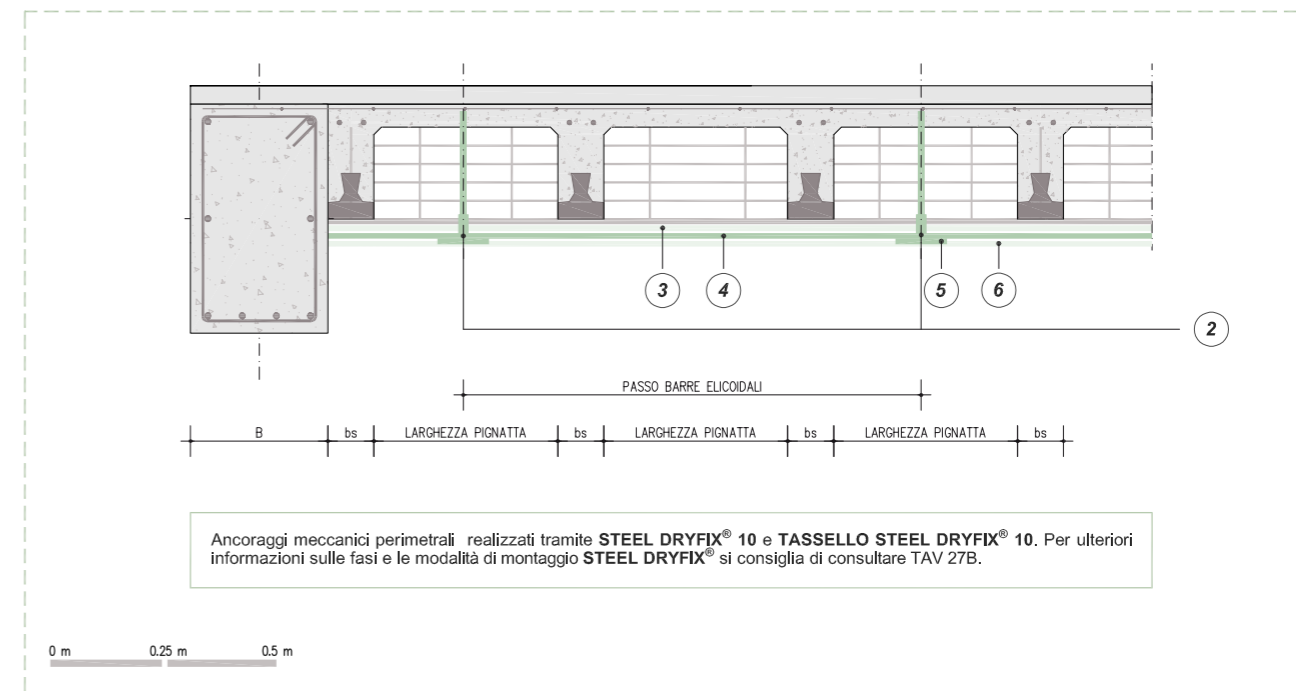 3
4
5
6
2
PASSO BARRE ELICOIDALI
B
bs
LARGHEZZA PIGNATTA
bs
LARGHEZZA PIGNATTA
bs
LARGHEZZA PIGNATTA
bs
Ancoraggi meccanici perimetrali realizzati tramite STEEL DRYFIX® 10 e TASSELLO STEEL DRYFIX® 10. Per ulteriori
informazioni sulle fasi e le modalità di montaggio STEEL DRYFIX® si consiglia di consultare TAV 27B.
0 m
0.25 m
0.5 m